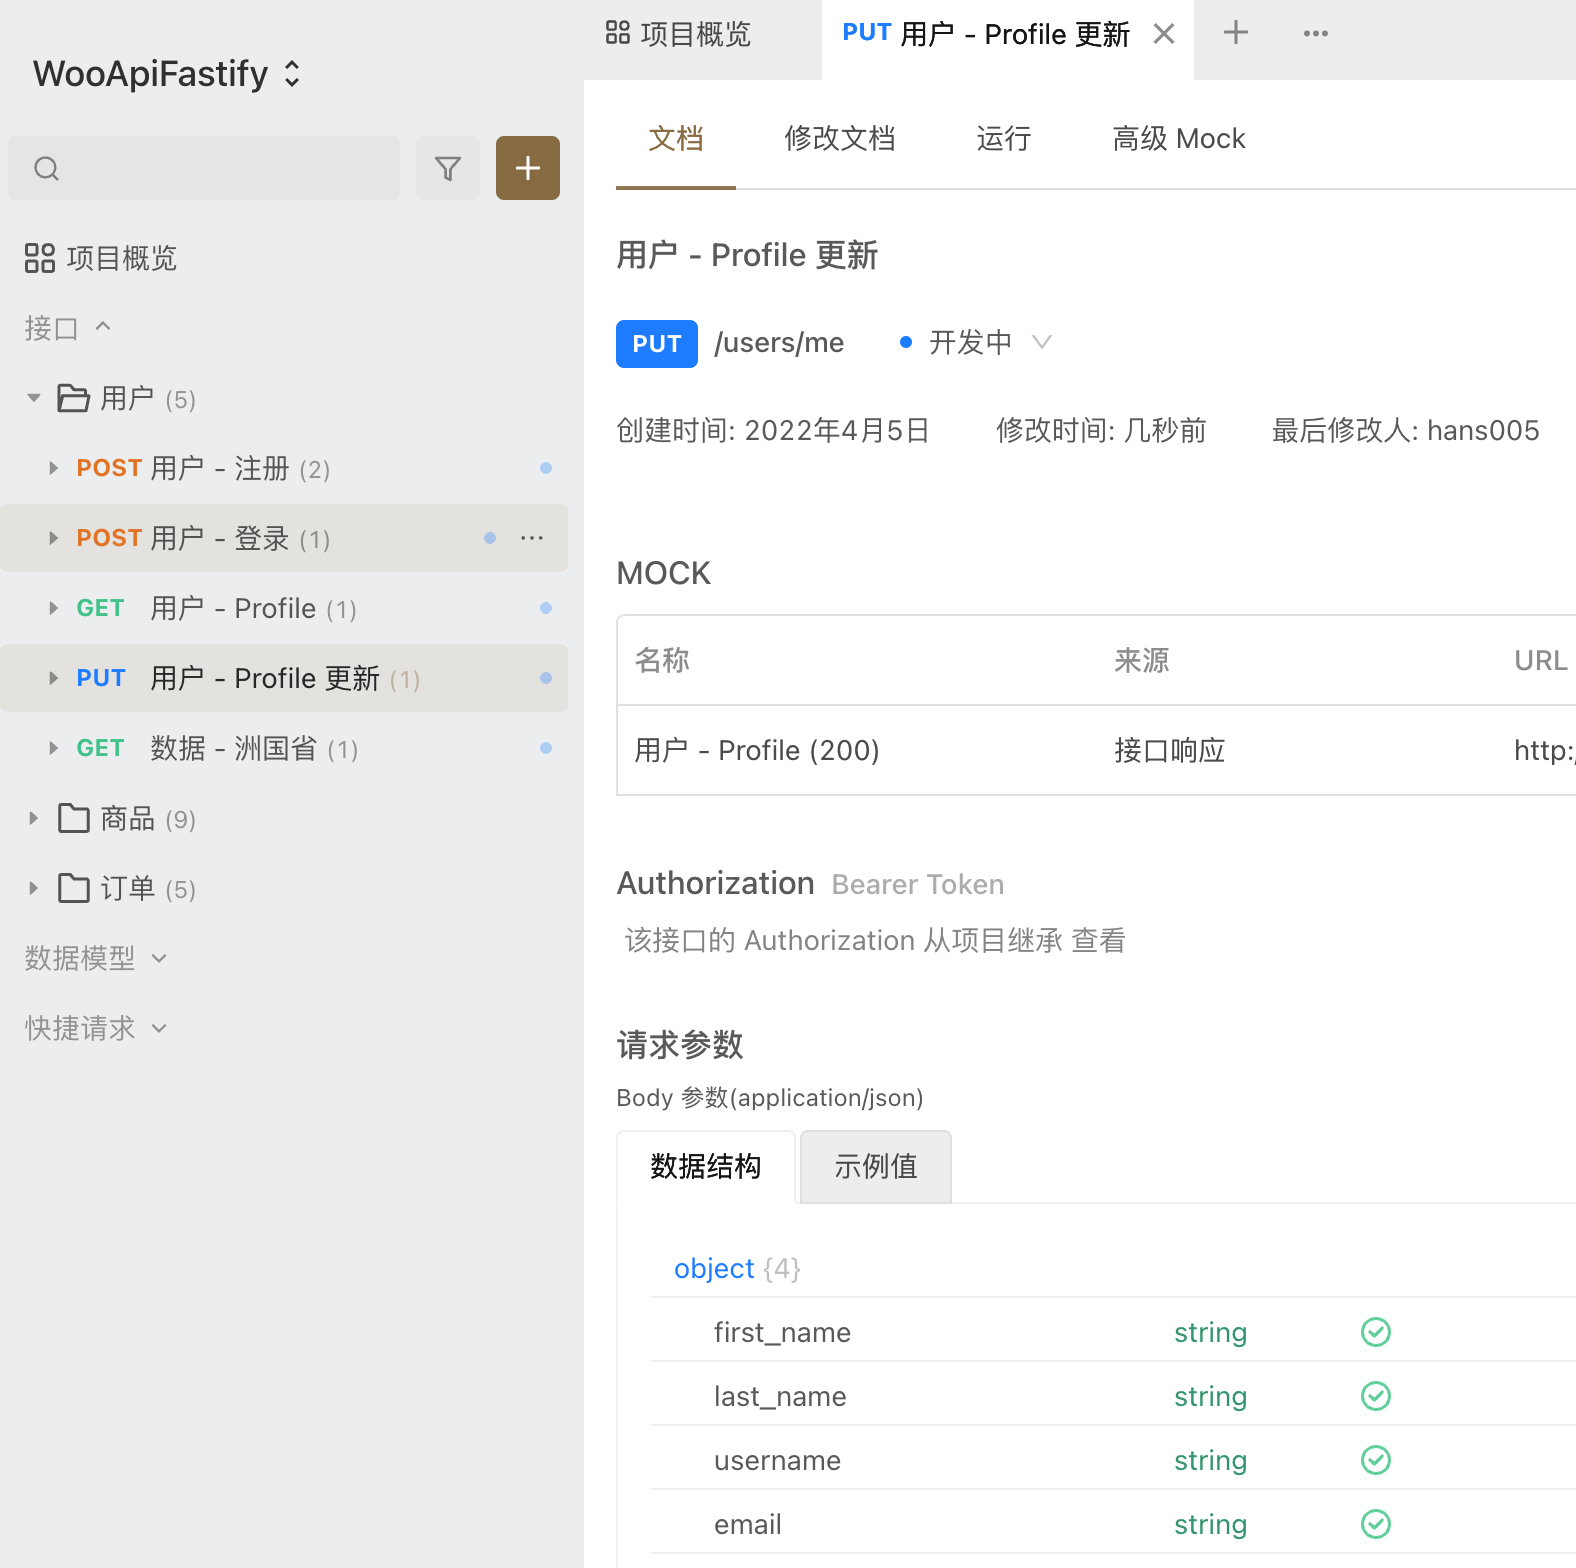 WooApiFastify
项目概览
接口
用户 (5)
POST 用户 - 注册 (2)
POST 用户 - 登录 (1)
GET 用户 - Profile (1)
PUT 用户 - Profile 更新 (1)
GET 数据 - 洲国省 (1)
商品 (9)
订单 (5)
数据模型
快捷请求
项目概览
PUT 用户 - Profile 更新
文档 修改文档 运行 高级 Mock
用户 - Profile 更新
PUT /users/me 开发中
创建时间: 2022年4月5日 修改时间: 几秒前 最后修改人: hans005
MOCK
名称 来源 URL
用户 - Profile (200) 接口响应 http:/
Authorization Bearer Token
该接口的 Authorization 从项目继承 查看
请求参数
Body 参数(application/json)
数据结构 示例值
object {4}
first_name string
last_name string
username string
email string